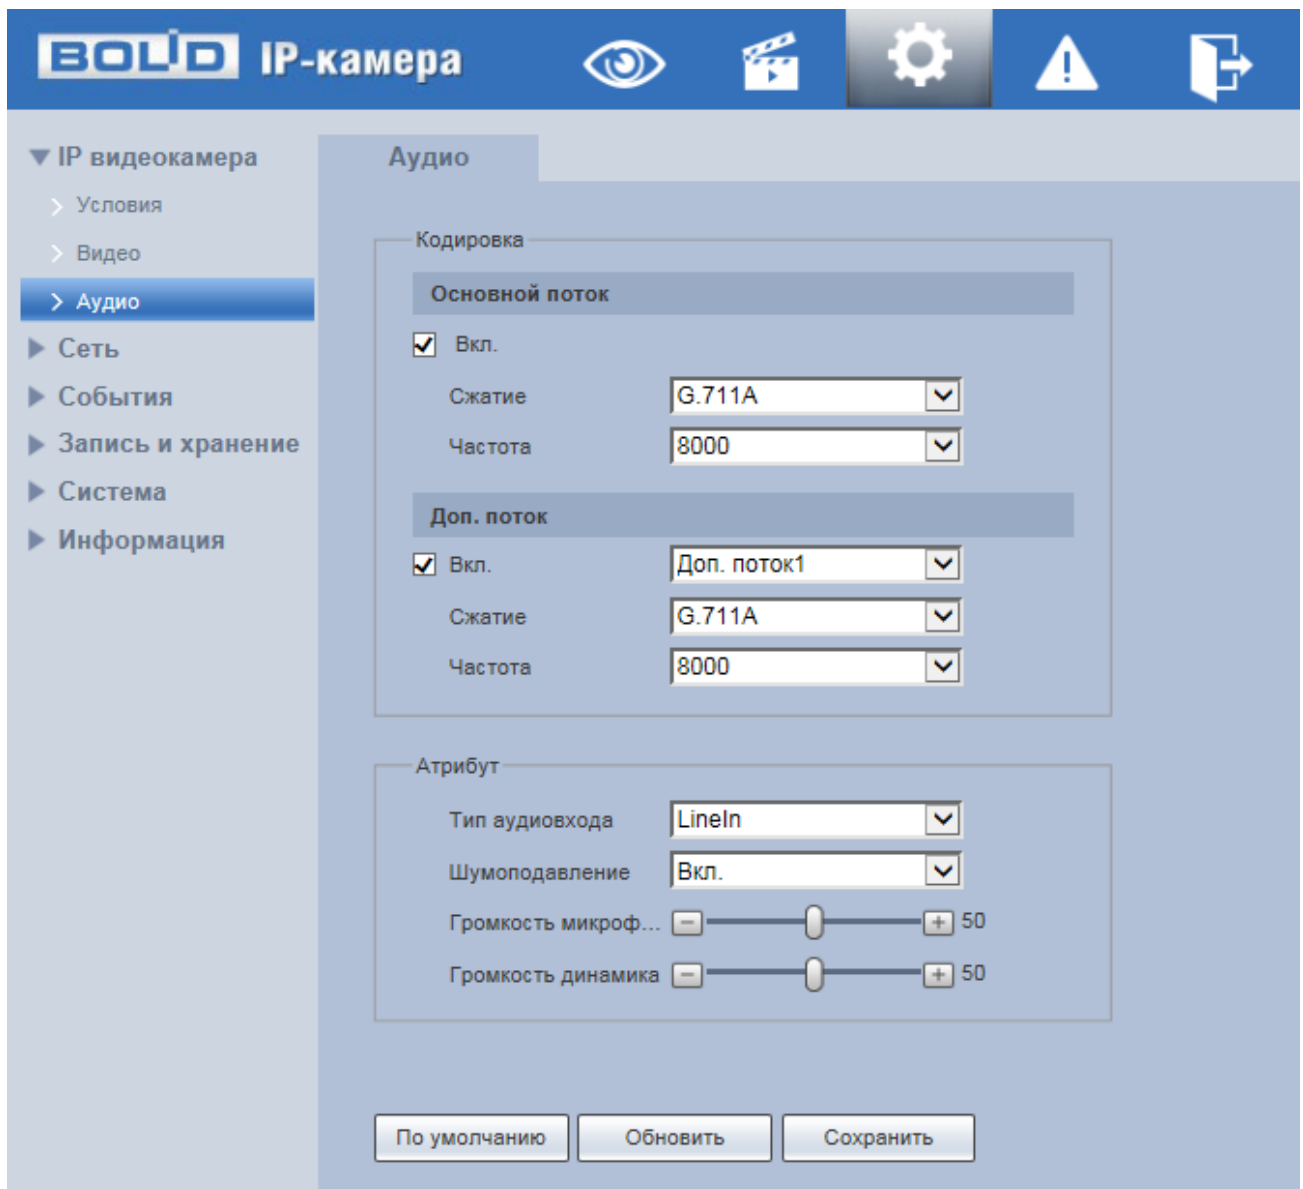 BOLID IP-камера
IP видеокамера
Условия
Видео
Аудио
Сеть
События
Запись и хранение
Система
Информация
Аудио
Кодировка
Основной поток
Вкл.
Сжатие G.711A
Частота 8000
Доп. поток
Вкл. Доп. поток1
Сжатие G.711A
Частота 8000
Атрибут
Тип аудиовхода LineIn
Шумоподавление Вкл.
Громкость микроф... 50
Громкость динамика 50
По умолчанию Обновить Сохранить